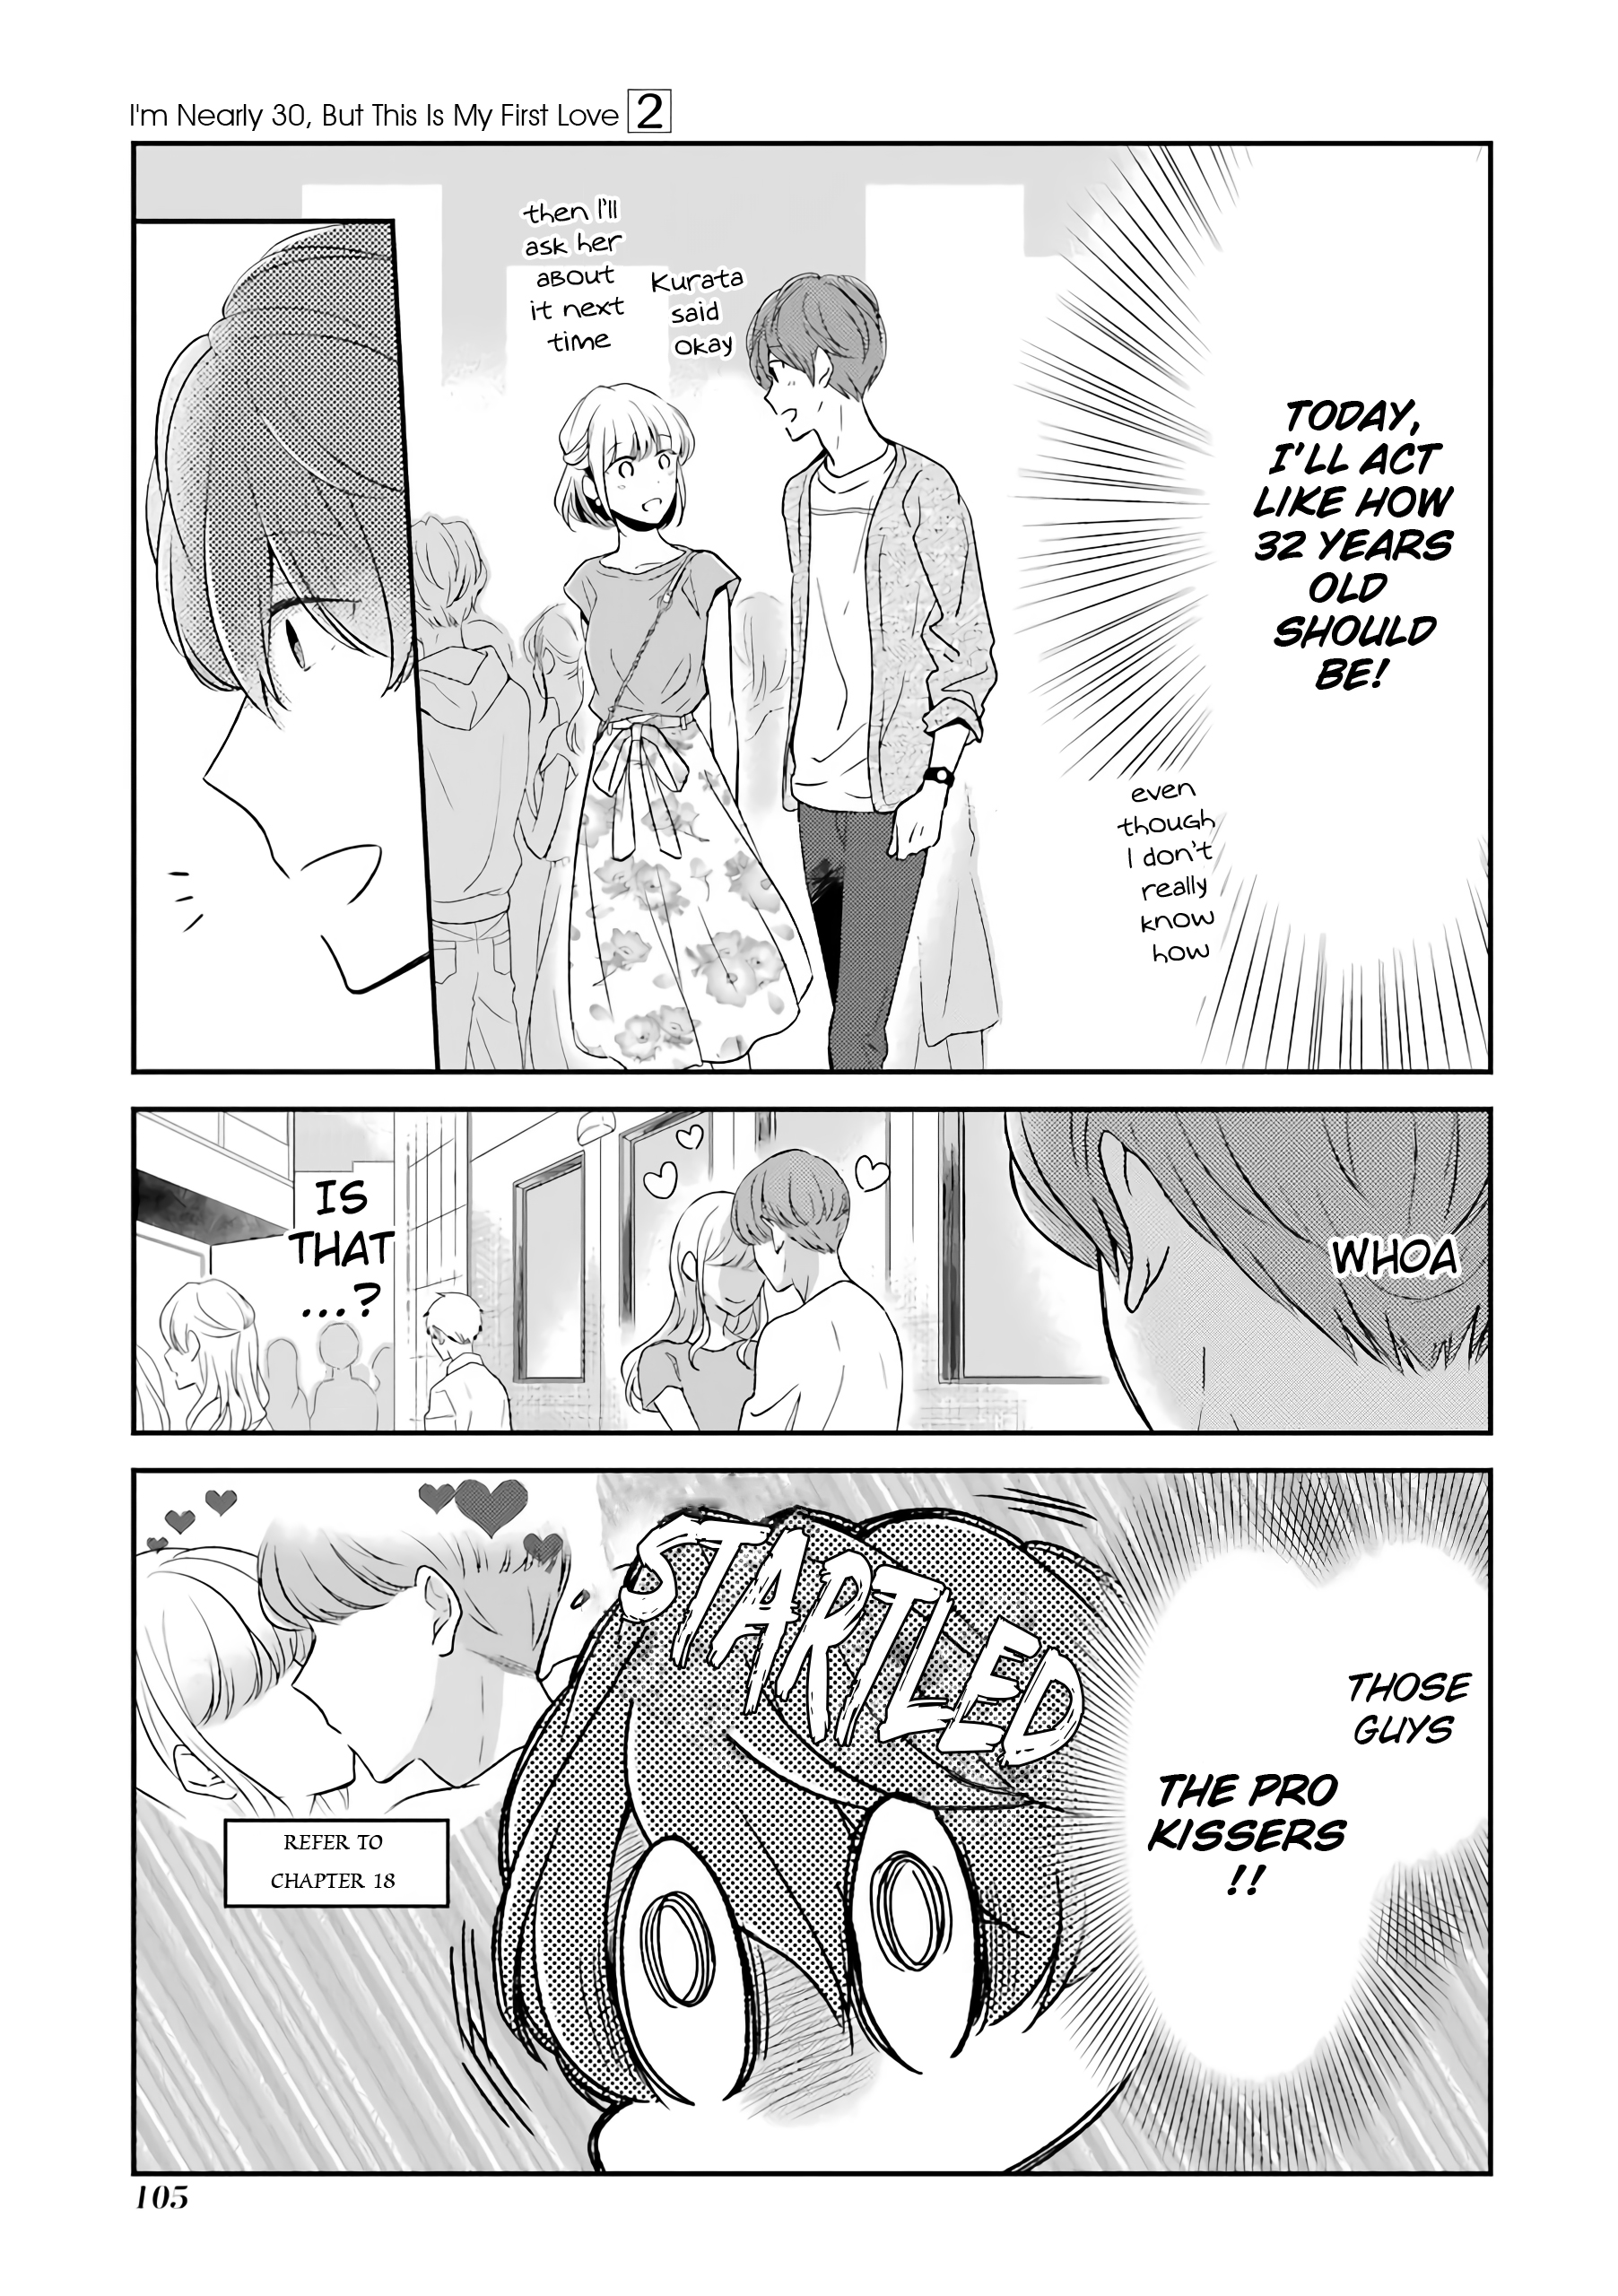 I'm Nearly 30, But This Is My First Love 2
TODAY,
I'LL ACT
LIKE HOW
32 YEARS
OLD
SHOULD
BE!
even
though
I don't
really
know
how
Kurata
said
okay
then I'll
ask her
about
it next
time
WHOA
IS
THAT
...?
THOSE
GUYS
THE PRO
KISSERS
!!
STARTLED
REFER TO
CHAPTER 18
105